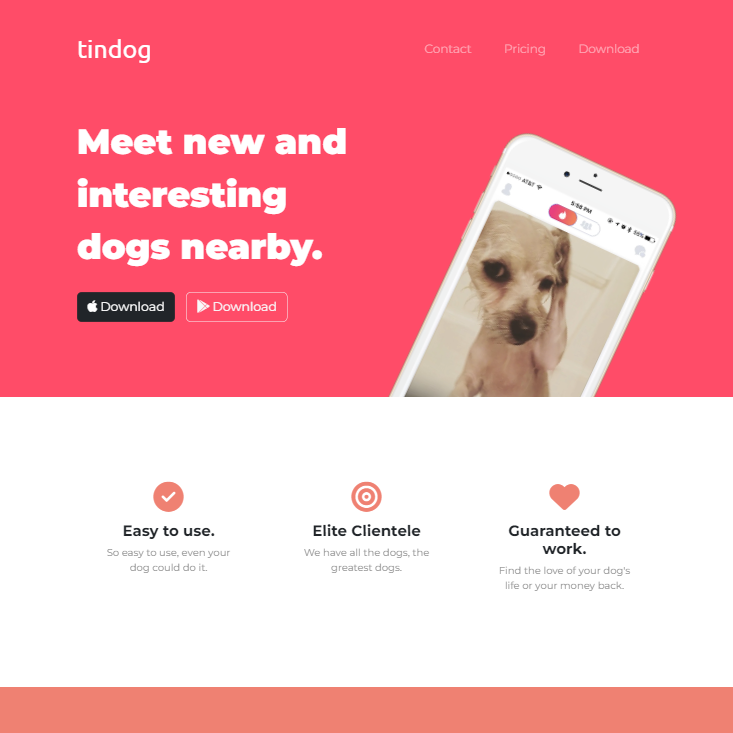 tindog
Contact Pricing Download
Meet new and
interesting
dogs nearby.
Download Download
AT&T
5:56 PM
55%
Easy to use.
So easy to use, even your
dog could do it.
Elite Clientele
We have all the dogs, the
greatest dogs.
Guaranteed to
work.
Find the love of your dog's
life or your money back.